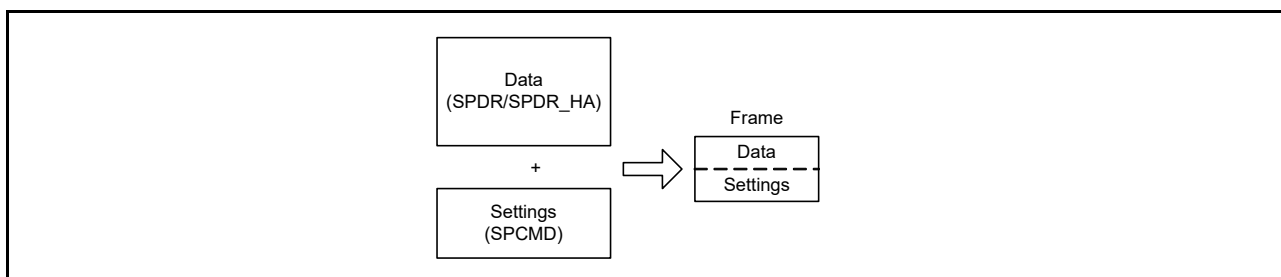 Data
(SPDR/SPDR_HA)
+
Settings
(SPCMD)
Frame
Data
Settings